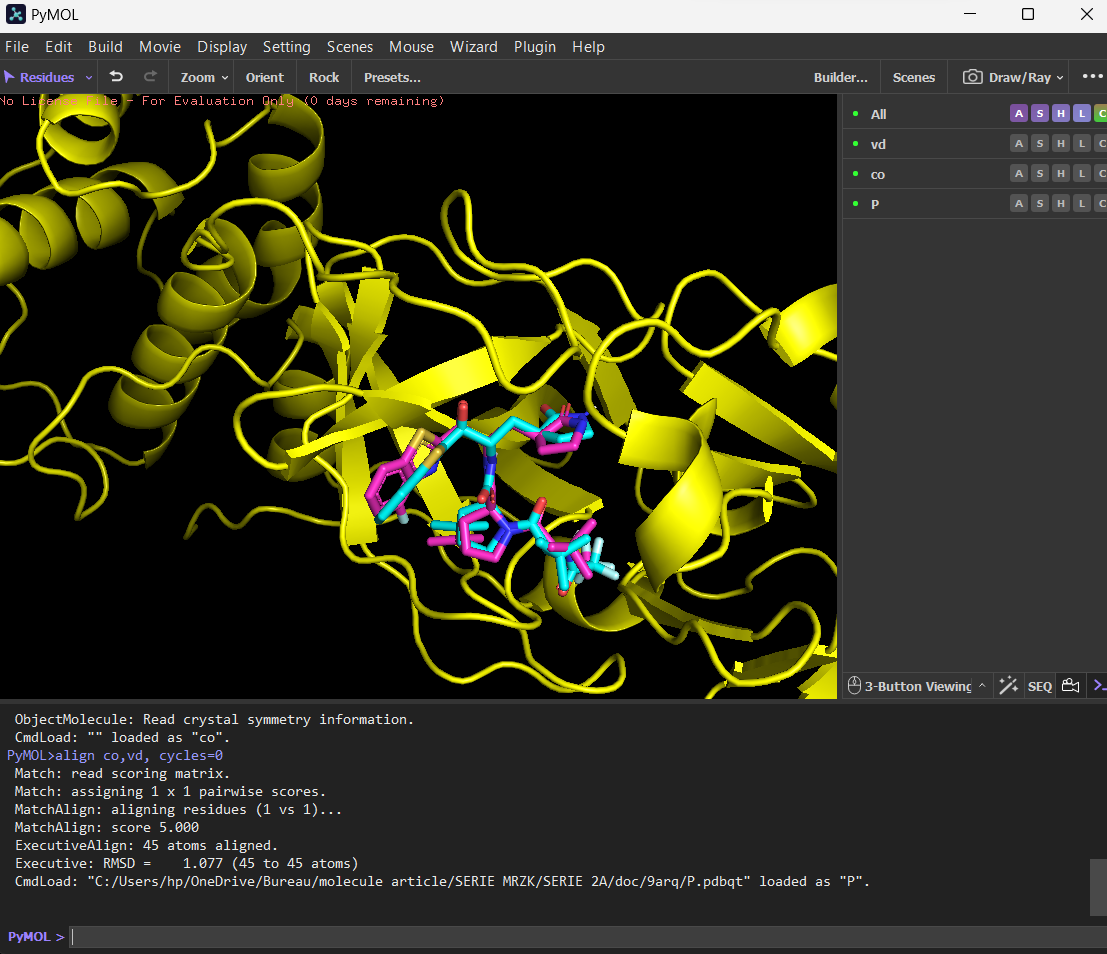 PyMOL
File Edit Build Movie Display Setting Scenes Mouse Wizard Plugin Help
Residues Zoom Orient Rock Presets... Builder... Scenes Draw/Ray
No License File - For Evaluation Only (0 days remaining)
All A S H L C
vd A S H L C
co A S H L C
P A S H L C
3-Button Viewing SEQ
ObjectMolecule: Read crystal symmetry information.
CmdLoad: "" loaded as "co".
PyMOL>align co,vd, cycles=0
Match: read scoring matrix.
Match: assigning 1 x 1 pairwise scores.
MatchAlign: aligning residues (1 vs 1)...
MatchAlign: score 5.000
ExecutiveAlign: 45 atoms aligned.
Executive: RMSD = 1.077 (45 to 45 atoms)
CmdLoad: "C:/Users/hp/OneDrive/Bureau/molecule article/SERIE MRZK/SERIE 2A/doc/9arq/P.pdbqt" loaded as "P".
PyMOL >